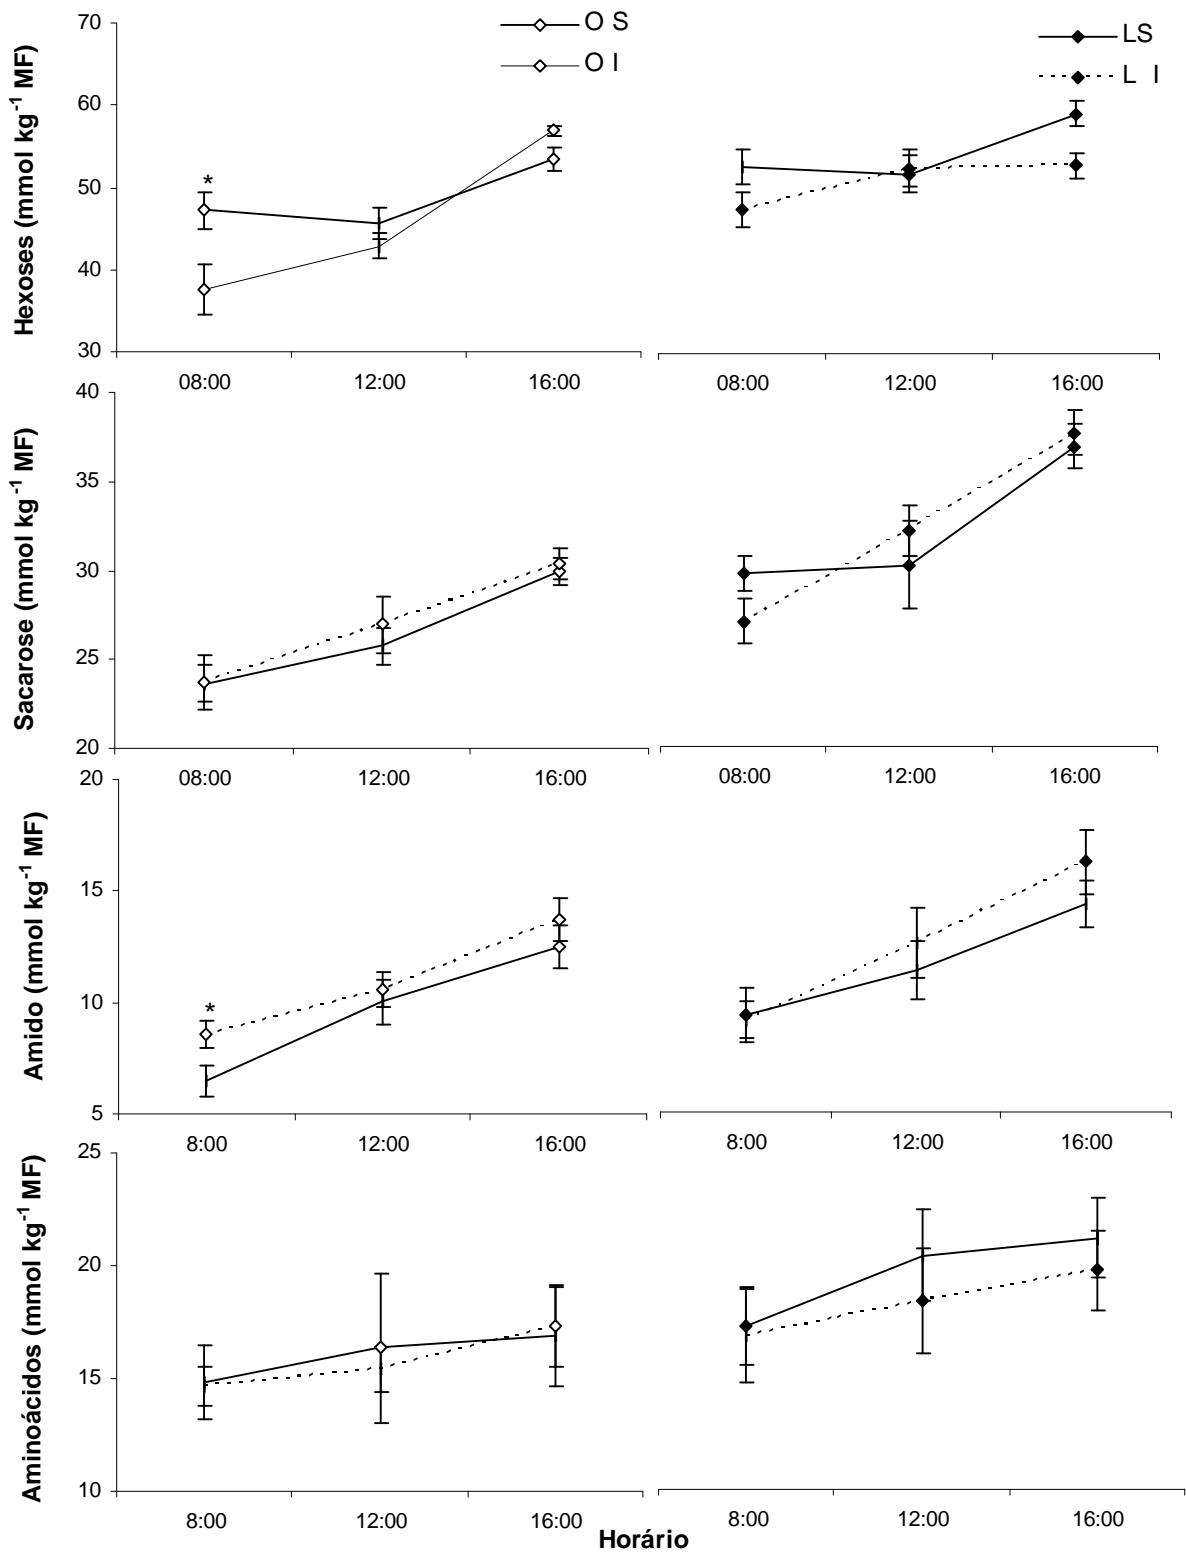 70
60
50
40
30
Hexoses (mmol kg-1 MF)
O S
O I
LS
L I
*
08:00 12:00 16:00
08:00 12:00 16:00
40
35
30
25
20
Sacarose (mmol kg-1 MF)
08:00 12:00 16:00
08:00 12:00 16:00
20
15
10
5
Amido (mmol kg-1 MF)
*
8:00 12:00 16:00
8:00 12:00 16:00
25
20
15
10
Aminoácidos (mmol kg-1 MF)
8:00 12:00 16:00
8:00 12:00 16:00
Horário